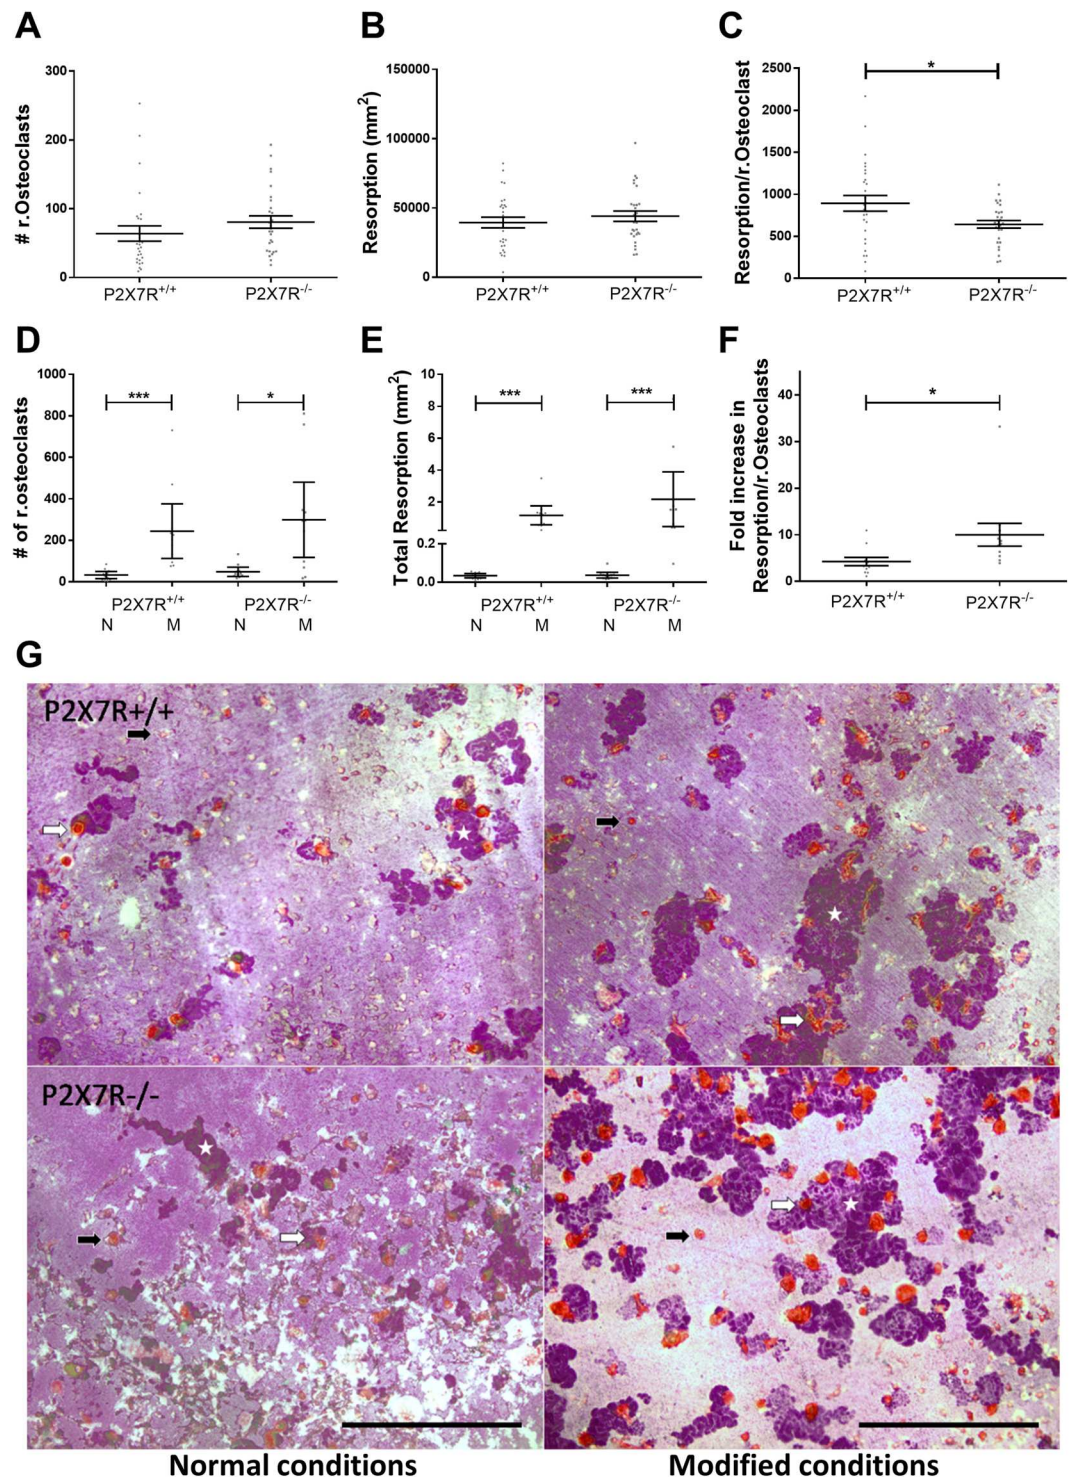 A
B
C
# r.Osteoclasts
300
200
100
0
P2X7R+/+
P2X7R-/-
Resorption (mm2)
150000
100000
50000
0
P2X7R+/+
P2X7R-/-
Resorption/r.Osteoclast
2500
2000
1500
1000
500
0
*
P2X7R+/+
P2X7R-/-
D
E
F
# of r.osteoclasts
1000
800
600
400
200
0
***
*
P2X7R+/+
P2X7R-/-
N M N M
Total Resorption (mm2)
10
8
6
4
2
0.2
0.0
***
***
P2X7R+/+
P2X7R-/-
N M N M
Fold increase in
Resorption/r.Osteoclasts
40
30
20
10
0
*
P2X7R+/+
P2X7R-/-
G
P2X7R+/+
P2X7R-/-
Normal conditions
Modified conditions